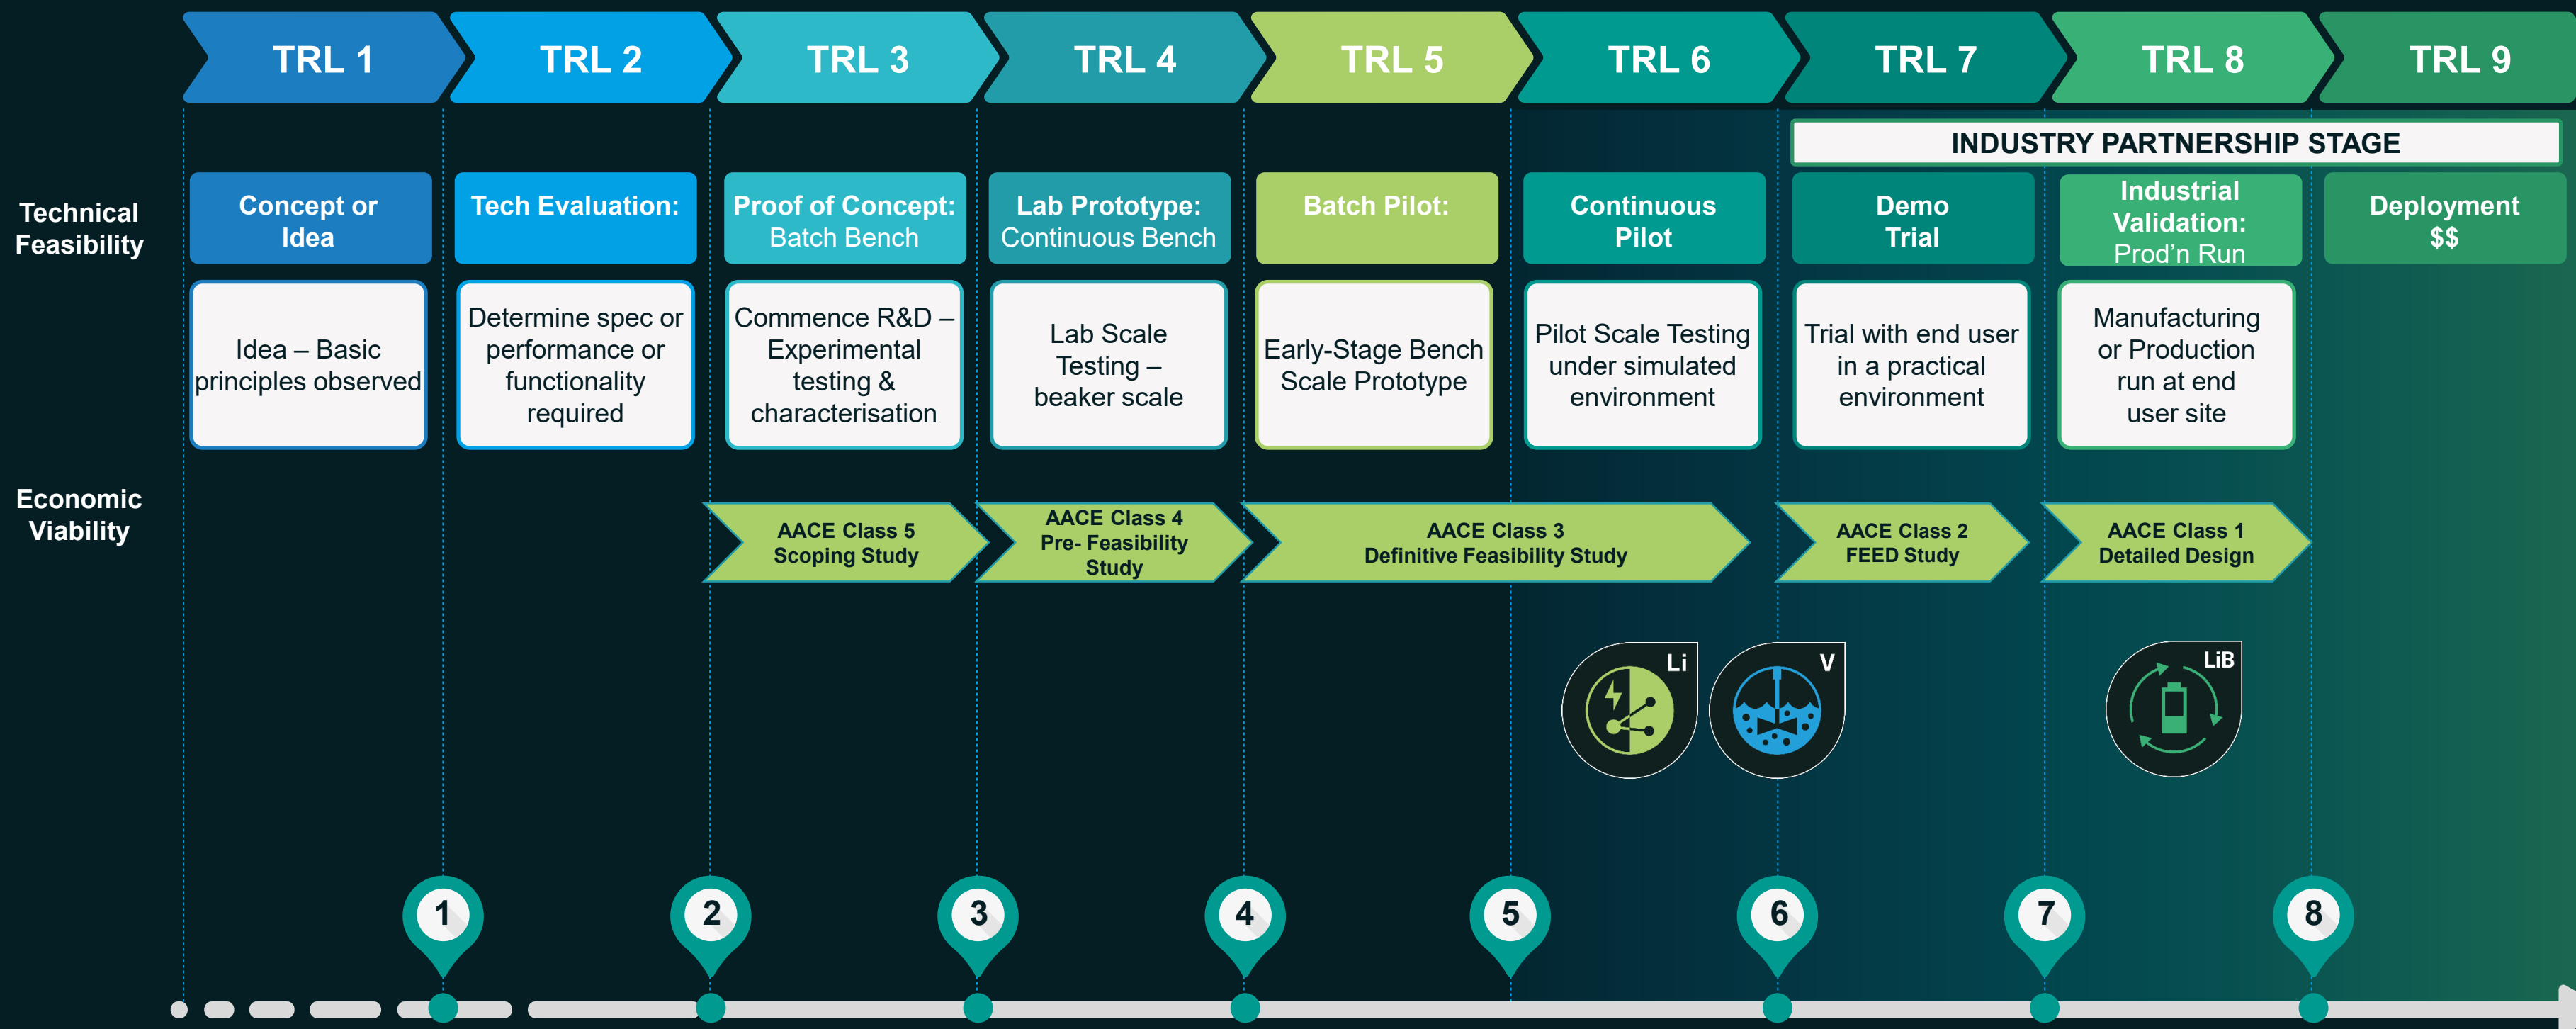 TRL 1
TRL 2
TRL 3
TRL 4
TRL 5
TRL 6
TRL 7
TRL 8
TRL 9
INDUSTRY PARTNERSHIP STAGE
Technical
Feasibility
Concept or
Idea
Tech Evaluation:
Proof of Concept:
Batch Bench
Lab Prototype:
Continuous Bench
Batch Pilot:
Continuous
Pilot
Demo
Trial
Industrial
Validation:
Prod’n Run
Deployment
$$
Idea – Basic
principles observed
Determine spec or
performance or
functionality
required
Commence R&D –
Experimental
testing &
characterisation
Lab Scale
Testing –
beaker scale
Early-Stage Bench
Scale Prototype
Pilot Scale Testing
under simulated
environment
Trial with end user
in a practical
environment
Manufacturing
or Production
run at end
user site
Economic
Viability
AACE Class 5
Scoping Study
AACE Class 4
Pre- Feasibility
Study
AACE Class 3
Definitive Feasibility Study
AACE Class 2
FEED Study
AACE Class 1
Detailed Design
Li
V
LiB
1
2
3
4
5
6
7
8